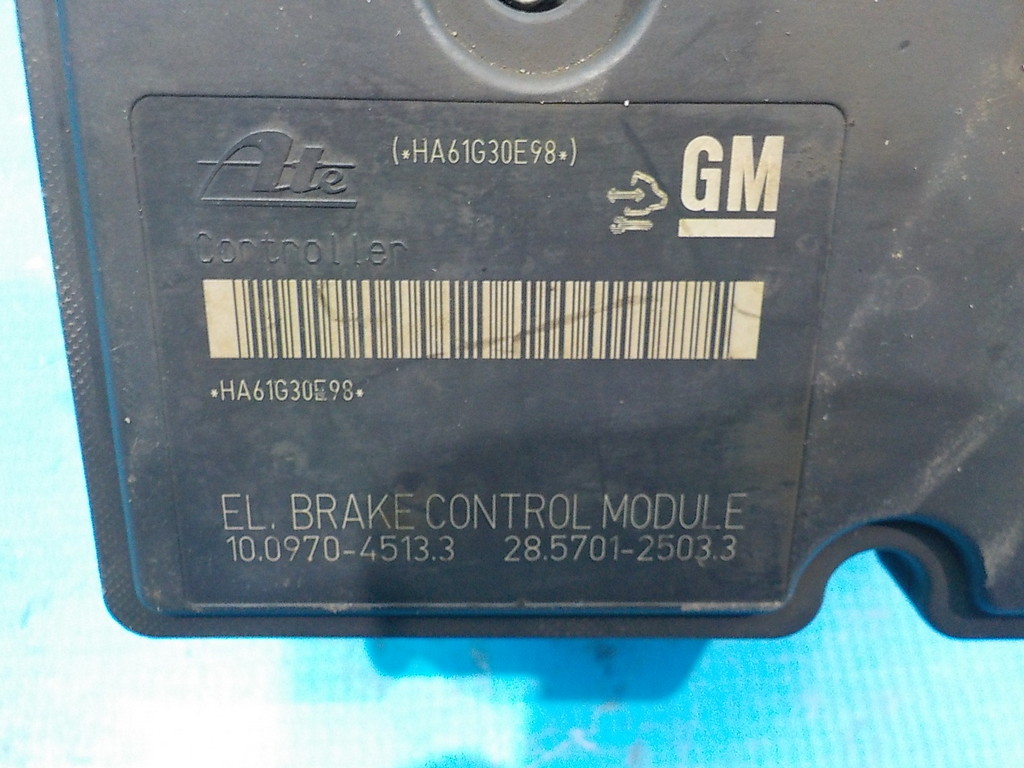 Ate (*HA61G30E98*) GM
Controller
*HA61G30E98*
EL. BRAKE CONTROL MODULE
10.0970-4513.3 28.5701-2503.3